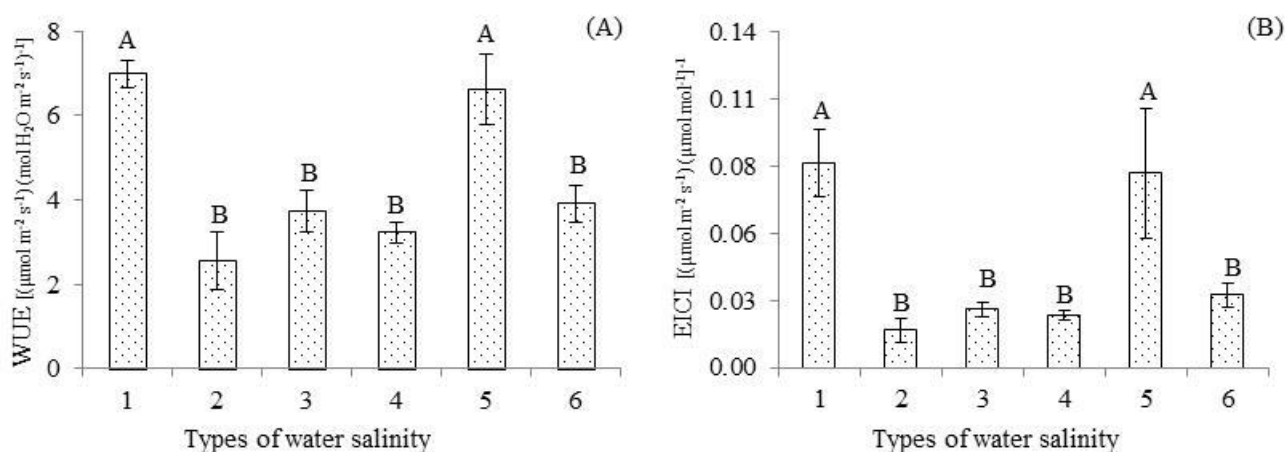 (A)
WUE [(µmol m⁻² s⁻¹) (mol H₂O m⁻² s⁻¹)⁻¹]
8
6
4
2
0
A
B
B
B
A
B
1 2 3 4 5 6
Types of water salinity
(B)
EICI [(µmol m⁻² s⁻¹) (µmol mol⁻¹]⁻¹
0.14
0.11
0.08
0.06
0.03
0.00
A
B
B
B
A
B
1 2 3 4 5 6
Types of water salinity